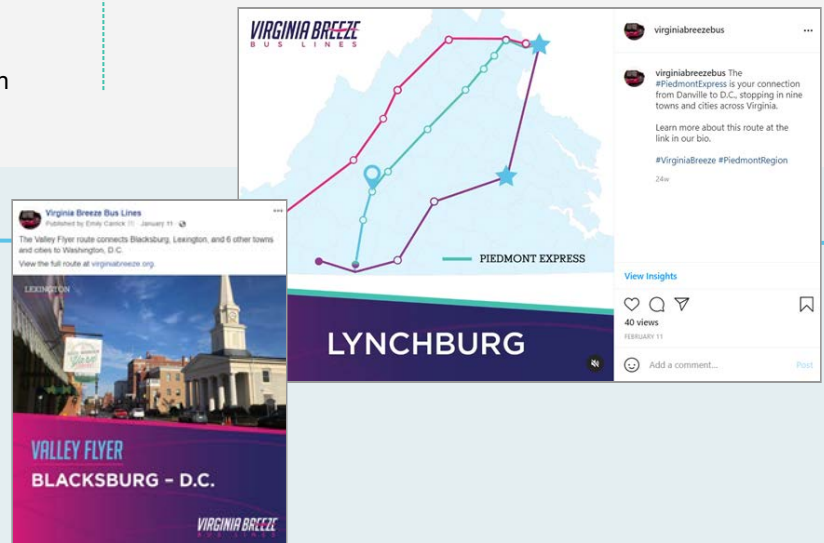 n
VIRGINIA BREEZE
BUS LINES
PIEDMONT EXPRESS
LYNCHBURG
virginiabreezebus
virginiabreezebus The
#PiedmontExpress is your connection
from Danville to D.C., stopping in nine
towns and cities across Virginia.
Learn more about this route at the
link in our bio.
#VirginiaBreeze #PiedmontRegion
24w
View Insights
40 views
FEBRUARY 11
Add a comment...
Post
Virginia Breeze Bus Lines
Published by Emily Carrick · January 11 ·
The Valley Flyer route connects Blacksburg, Lexington, and 6 other towns
and cities to Washington, D.C.
View the full route at virginiabreeze.org.
LEXINGTON
VALLEY FLYER
BLACKSBURG – D.C.
VIRGINIA BREEZE
BUS LINES